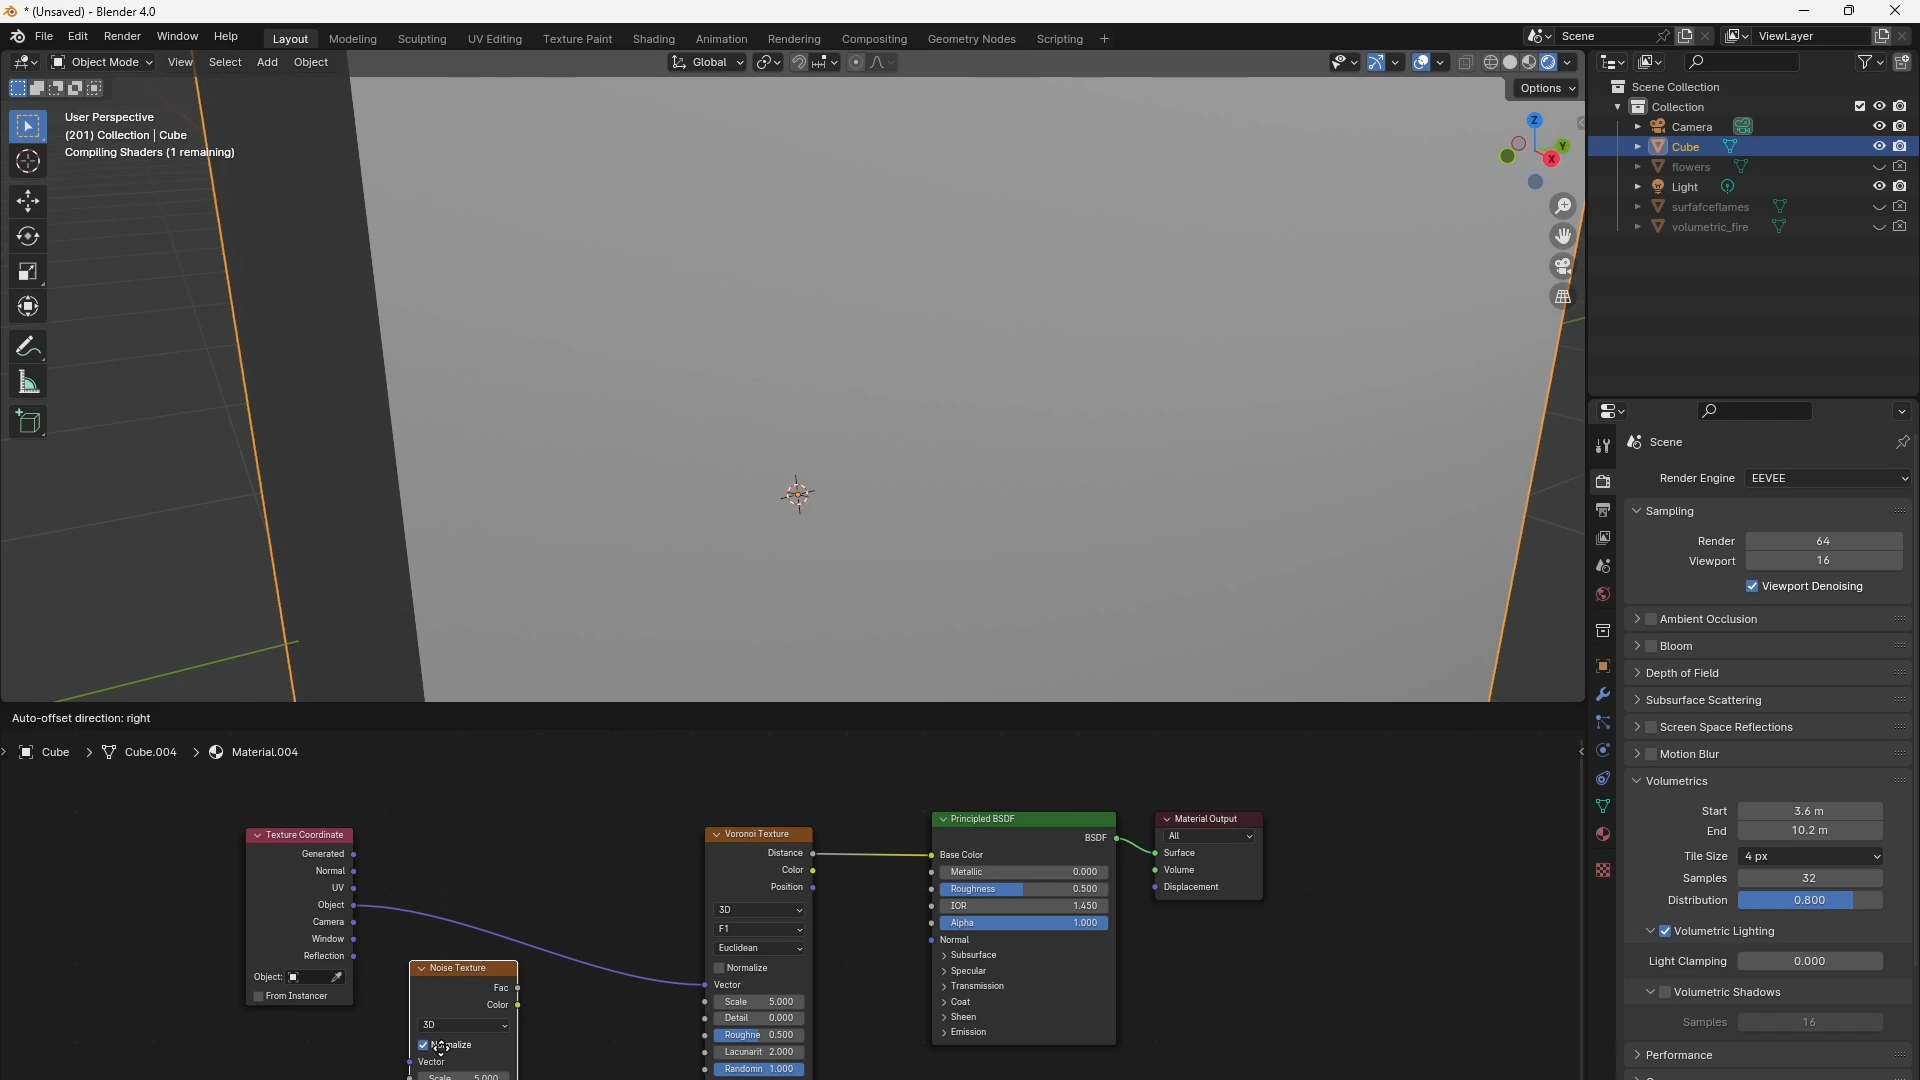 * (Unsaved) - Blender 4.0
File Edit Render Window Help Layout Modeling Sculpting UV Editing Texture Paint Shading Animation Rendering Compositing Geometry Nodes Scripting + Scene ViewLayer
Object Mode View Select Add Object Global
Options
User Perspective
(201) Collection | Cube
Compiling Shaders (1 remaining)
Z
Y
X
Scene Collection
Collection
Camera
Cube
flowers
Light
surfafceflames
volumetric_fire
Scene
Render Engine EEVEE
Sampling
Render 64
Viewport 16
Viewport Denoising
Ambient Occlusion
Bloom
Depth of Field
Subsurface Scattering
Screen Space Reflections
Motion Blur
Volumetrics
Start 3.6 m
End 10.2 m
Tile Size 4 px
Samples 32
Distribution 0.800
Volumetric Lighting
Light Clamping 0.000
Volumetric Shadows
Samples 16
Performance
Auto-offset direction: right
Cube > Cube.004 > Material.004
Texture Coordinate
Generated
Normal
UV
Object
Camera
Window
Reflection
Object:
From Instancer
Noise Texture
Fac
Color
3D
Vector
Scale 5.000
Voronoi Texture
Distance
Color
Position
3D
F1
Euclidean
Normalize
Vector
Scale 5.000
Detail 0.000
Roughne 0.500
Lacunarit 2.000
Randomn 1.000
Principled BSDF
BSDF
Base Color
Metallic 0.000
Roughness 0.500
IOR 1.450
Alpha 1.000
Normal
Subsurface
Specular
Transmission
Coat
Sheen
Emission
Material Output
All
Surface
Volume
Displacement